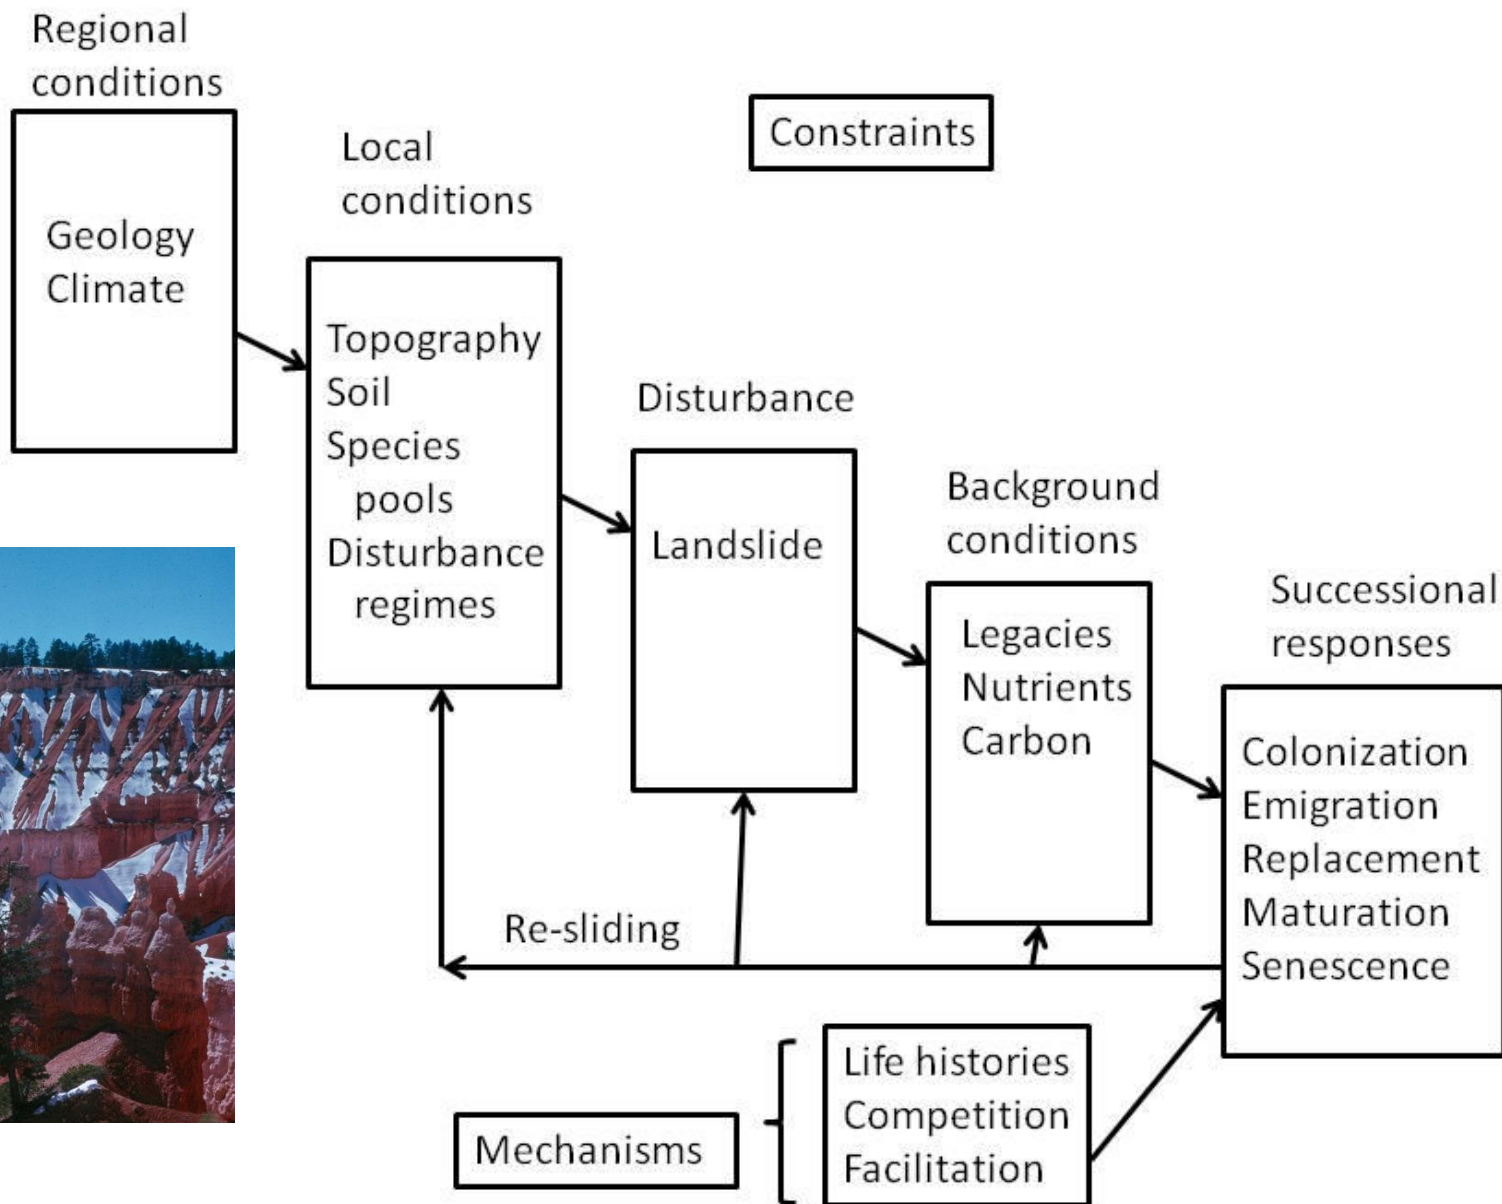 Regional
conditions
Geology
Climate
Constraints
Local
conditions
Topography
Soil
Species
pools
Disturbance
regimes
Disturbance
Landslide
Background
conditions
Legacies
Nutrients
Carbon
Successional
responses
Colonization
Emigration
Replacement
Maturation
Senescence
Re-sliding
Mechanisms
Life histories
Competition
Facilitation